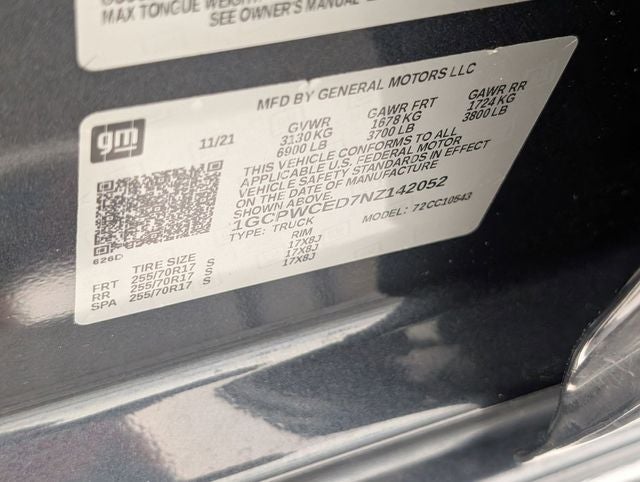 MAX TONGUE WEIGHT
SEE OWNER'S MANUAL
gm
MFD BY GENERAL MOTORS LLC
11/21
GVWR GAWR FRT GAWR RR
3130 KG 1678 KG 1724 KG
6900 LB 3700 LB 3800 LB
THIS VEHICLE CONFORMS TO ALL
APPLICABLE U.S. FEDERAL MOTOR
VEHICLE SAFETY STANDARDS IN EFFECT
ON THE DATE OF MANUFACTURE
SHOWN ABOVE.
1GCPWCED7NZ142052
TYPE: TRUCK MODEL: 72CC10543
626D
TIRE SIZE RIM
FRT 255/70R17 S 17X8J
RR 255/70R17 S 17X8J
SPA 255/70R17 S 17X8J